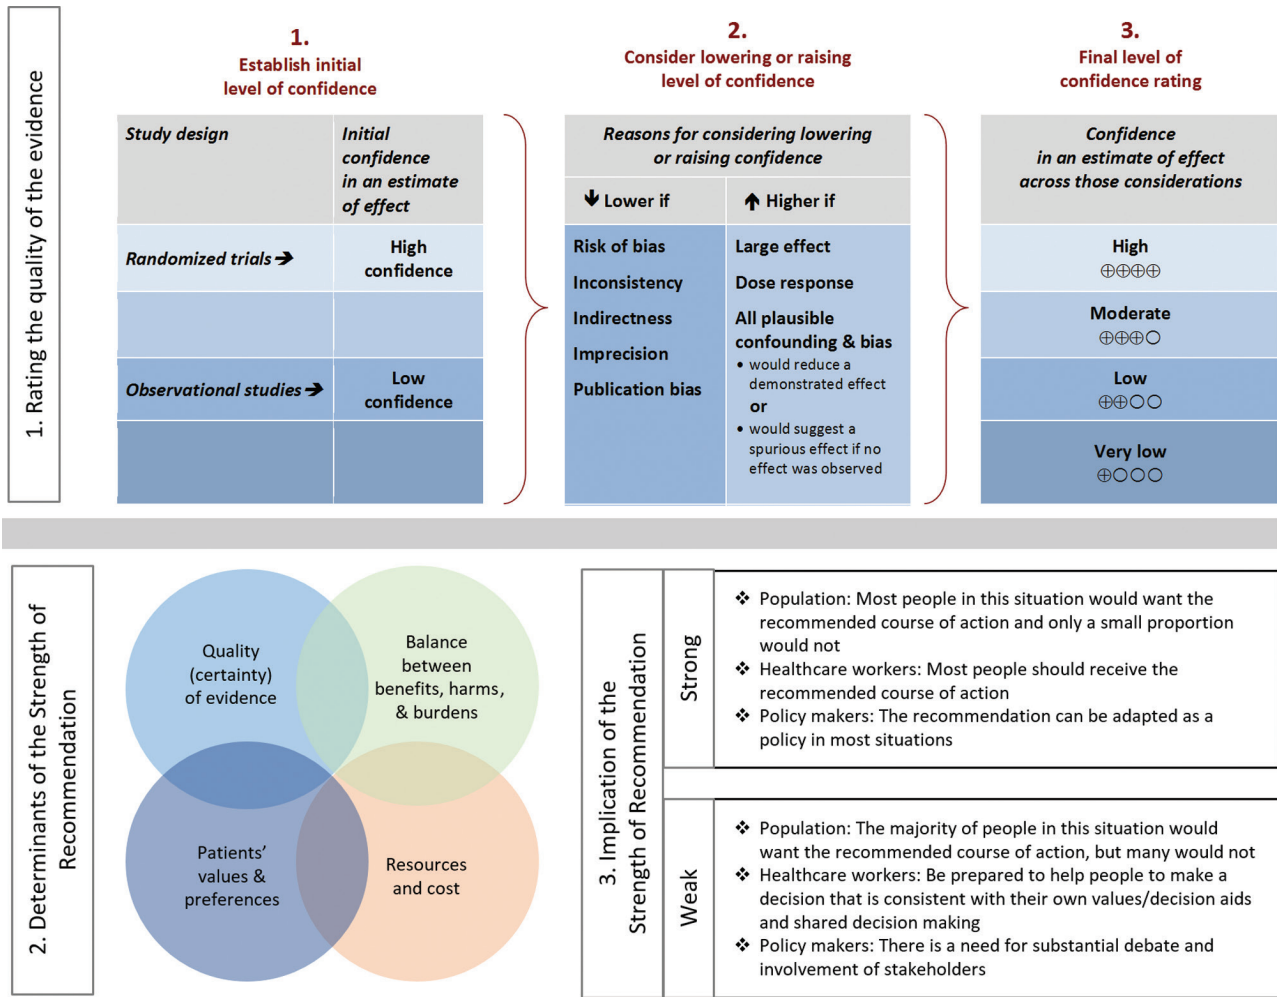 1. Rating the quality of the evidence
1.
Establish initial
level of confidence
2.
Consider lowering or raising
level of confidence
3.
Final level of
confidence rating
Study design
Initial
confidence
in an estimate
of effect
Randomized trials ➔
High
confidence
Observational studies ➔
Low
confidence
Reasons for considering lowering
or raising confidence
🡇 Lower if
🡅 Higher if
Risk of bias
Inconsistency
Indirectness
Imprecision
Publication bias
Large effect
Dose response
All plausible
confounding & bias
• would reduce a
demonstrated effect
or
• would suggest a
spurious effect if no
effect was observed
Confidence
in an estimate of effect
across those considerations
High
⊕⊕⊕⊕
Moderate
⊕⊕⊕◯
Low
⊕⊕◯◯
Very low
⊕◯◯◯
2. Determinants of the Strength of
Recommendation
Quality
(certainty)
of evidence
Balance
between
benefits, harms,
& burdens
Patients’
values &
preferences
Resources
and cost
3. Implication of the
Strength of Recommendation
Strong
❖ Population: Most people in this situation would want the
recommended course of action and only a small proportion
would not
❖ Healthcare workers: Most people should receive the
recommended course of action
❖ Policy makers: The recommendation can be adapted as a
policy in most situations
Weak
❖ Population: The majority of people in this situation would
want the recommended course of action, but many would not
❖ Healthcare workers: Be prepared to help people to make a
decision that is consistent with their own values/decision aids
and shared decision making
❖ Policy makers: There is a need for substantial debate and
involvement of stakeholders